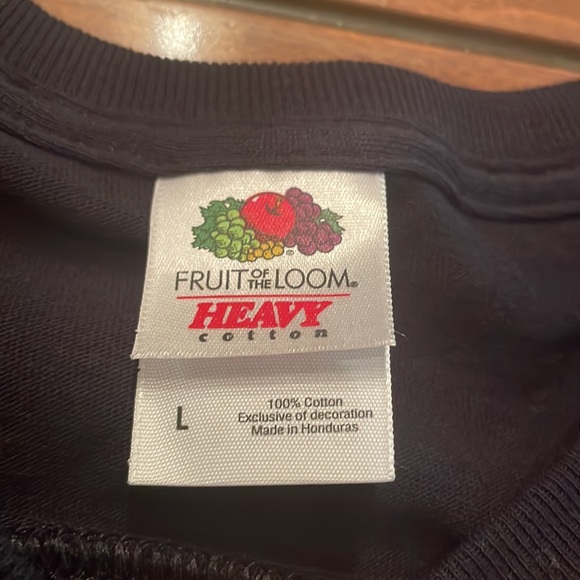 FRUIT OF THE LOOM®
HEAVY
cotton
L
100% Cotton
Exclusive of decoration
Made in Honduras